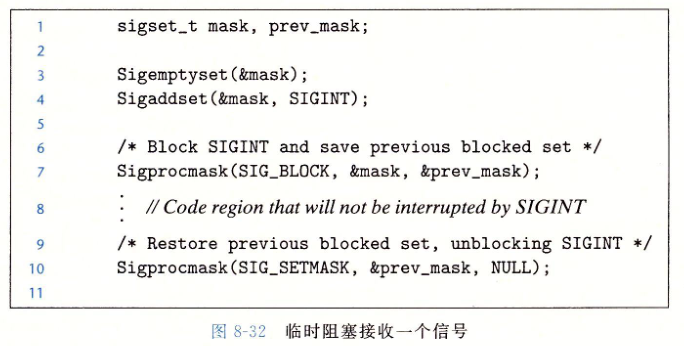 1 sigset_t mask, prev_mask;
2
3 Sigemptyset(&mask);
4 Sigaddset(&mask, SIGINT);
5
6 /* Block SIGINT and save previous blocked set */
7 Sigprocmask(SIG_BLOCK, &mask, &prev_mask);
8 ⋮ // Code region that will not be interrupted by SIGINT
9 /* Restore previous blocked set, unblocking SIGINT */
10 Sigprocmask(SIG_SETMASK, &prev_mask, NULL);
11
图 8-32 临时阻塞接收一个信号